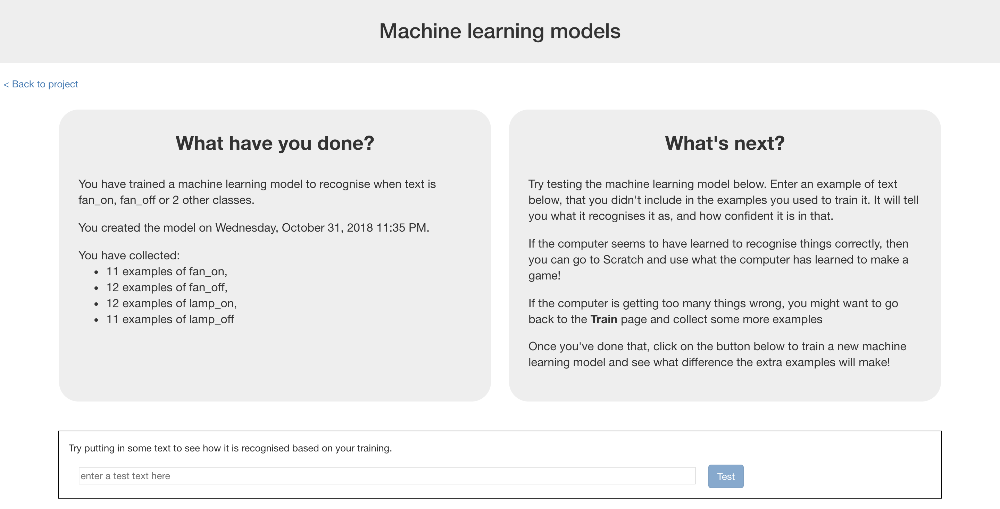 Machine learning models
< Back to project
What have you done?
You have trained a machine learning model to recognise when text is
fan_on, fan_off or 2 other classes.
You created the model on Wednesday, October 31, 2018 11:35 PM.
You have collected:
• 11 examples of fan_on,
• 12 examples of fan_off,
• 12 examples of lamp_on,
• 11 examples of lamp_off
What's next?
Try testing the machine learning model below. Enter an example of text
below, that you didn't include in the examples you used to train it. It will tell
you what it recognises it as, and how confident it is in that.
If the computer seems to have learned to recognise things correctly, then
you can go to Scratch and use what the computer has learned to make a
game!
If the computer is getting too many things wrong, you might want to go
back to the Train page and collect some more examples
Once you've done that, click on the button below to train a new machine
learning model and see what difference the extra examples will make!
Try putting in some text to see how it is recognised based on your training.
enter a test text here
Test